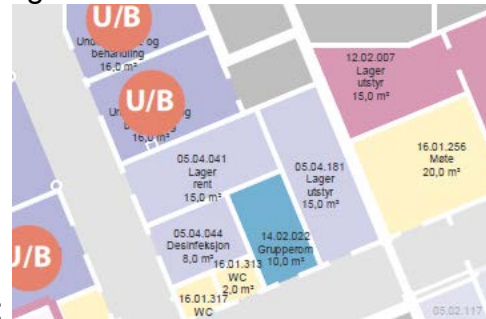 U/B
og
behandling
16,0 m²
U/B
16,0 m²
12.02.007
Lager
utstyr
15,0 m²
05.04.041
Lager
rent
15,0 m²
05.04.181
Lager
utstyr
15,0 m²
16.01.256
Møte
20,0 m²
05.04.044
Desinfeksjon
8,0 m²
14.02.022
Grupperom
10,0 m²
U/B
16.01.313
WC
2,0 m²
16.01.317
WC
05.02.117